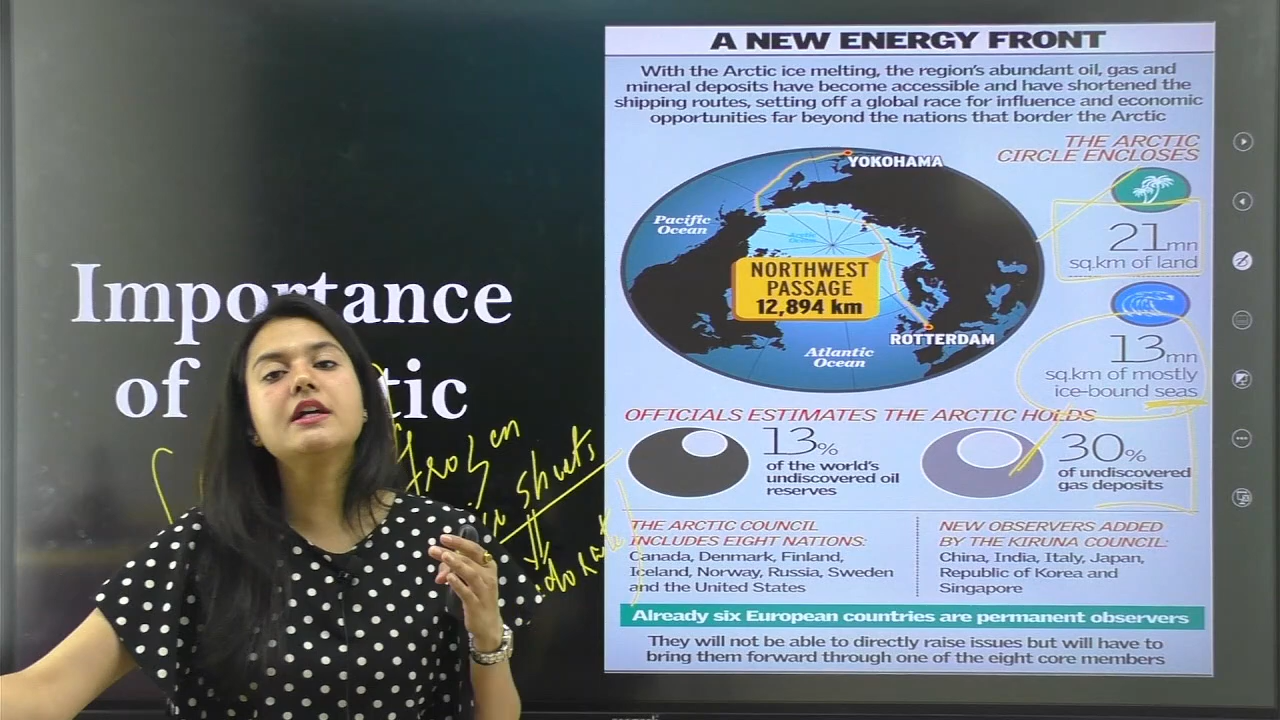 Importance
of
tic
frozen
sheets
A NEW ENERGY FRONT
With the Arctic ice melting, the region's abundant oil, gas and
mineral deposits have become accessible and have shortened the
shipping routes, setting off a global race for influence and economic
opportunities far beyond the nations that border the Arctic
THE ARCTIC
CIRCLE ENCLOSES
YOKOHAMA
Pacific
Ocean
Arctic
Ocean
NORTHWEST
PASSAGE
12,894 km
ROTTERDAM
Atlantic
Ocean
21mn
sq.km of land
13mn
sq.km of mostly
ice-bound seas
OFFICIALS ESTIMATES THE ARCTIC HOLDS
13%
of the world's
undiscovered oil
reserves
30%
of undiscovered
gas deposits
THE ARCTIC COUNCIL
INCLUDES EIGHT NATIONS:
Canada, Denmark, Finland,
Iceland, Norway, Russia, Sweden
and the United States
NEW OBSERVERS ADDED
BY THE KIRUNA COUNCIL:
China, India, Italy, Japan,
Republic of Korea and
Singapore
Already six European countries are permanent observers
They will not be able to directly raise issues but will have to
bring them forward through one of the eight core members